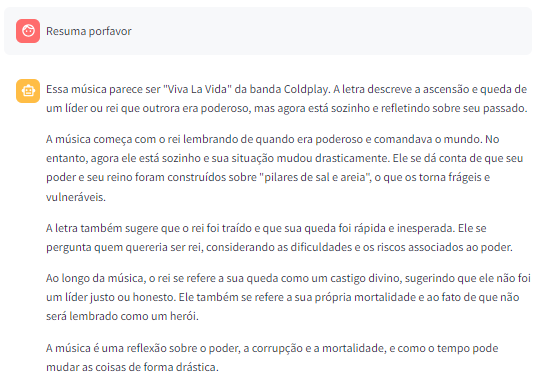 Resuma porfavor
Essa música parece ser "Viva La Vida" da banda Coldplay. A letra descreve a ascensão e queda de
um líder ou rei que outrora era poderoso, mas agora está sozinho e refletindo sobre seu passado.
A música começa com o rei lembrando de quando era poderoso e comandava o mundo. No
entanto, agora ele está sozinho e sua situação mudou drasticamente. Ele se dá conta de que seu
poder e seu reino foram construídos sobre "pilares de sal e areia", o que os torna frágeis e
vulneráveis.
A letra também sugere que o rei foi traído e que sua queda foi rápida e inesperada. Ele se
pergunta quem quereria ser rei, considerando as dificuldades e os riscos associados ao poder.
Ao longo da música, o rei se refere a sua queda como um castigo divino, sugerindo que ele não foi
um líder justo ou honesto. Ele também se refere a sua própria mortalidade e ao fato de que não
será lembrado como um herói.
A música é uma reflexão sobre o poder, a corrupção e a mortalidade, e como o tempo pode
mudar as coisas de forma drástica.